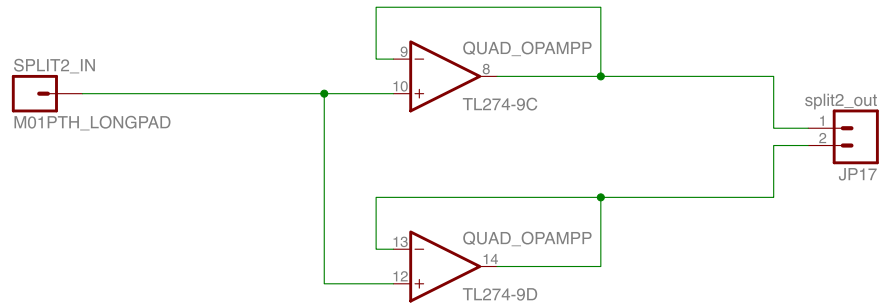 QUAD_OPAMPP
SPLIT2_IN
9
8
10
M01PTH_LONGPAD
TL274-9C
split2_out
1
2
JP17
QUAD_OPAMPP
13
14
12
TL274-9D